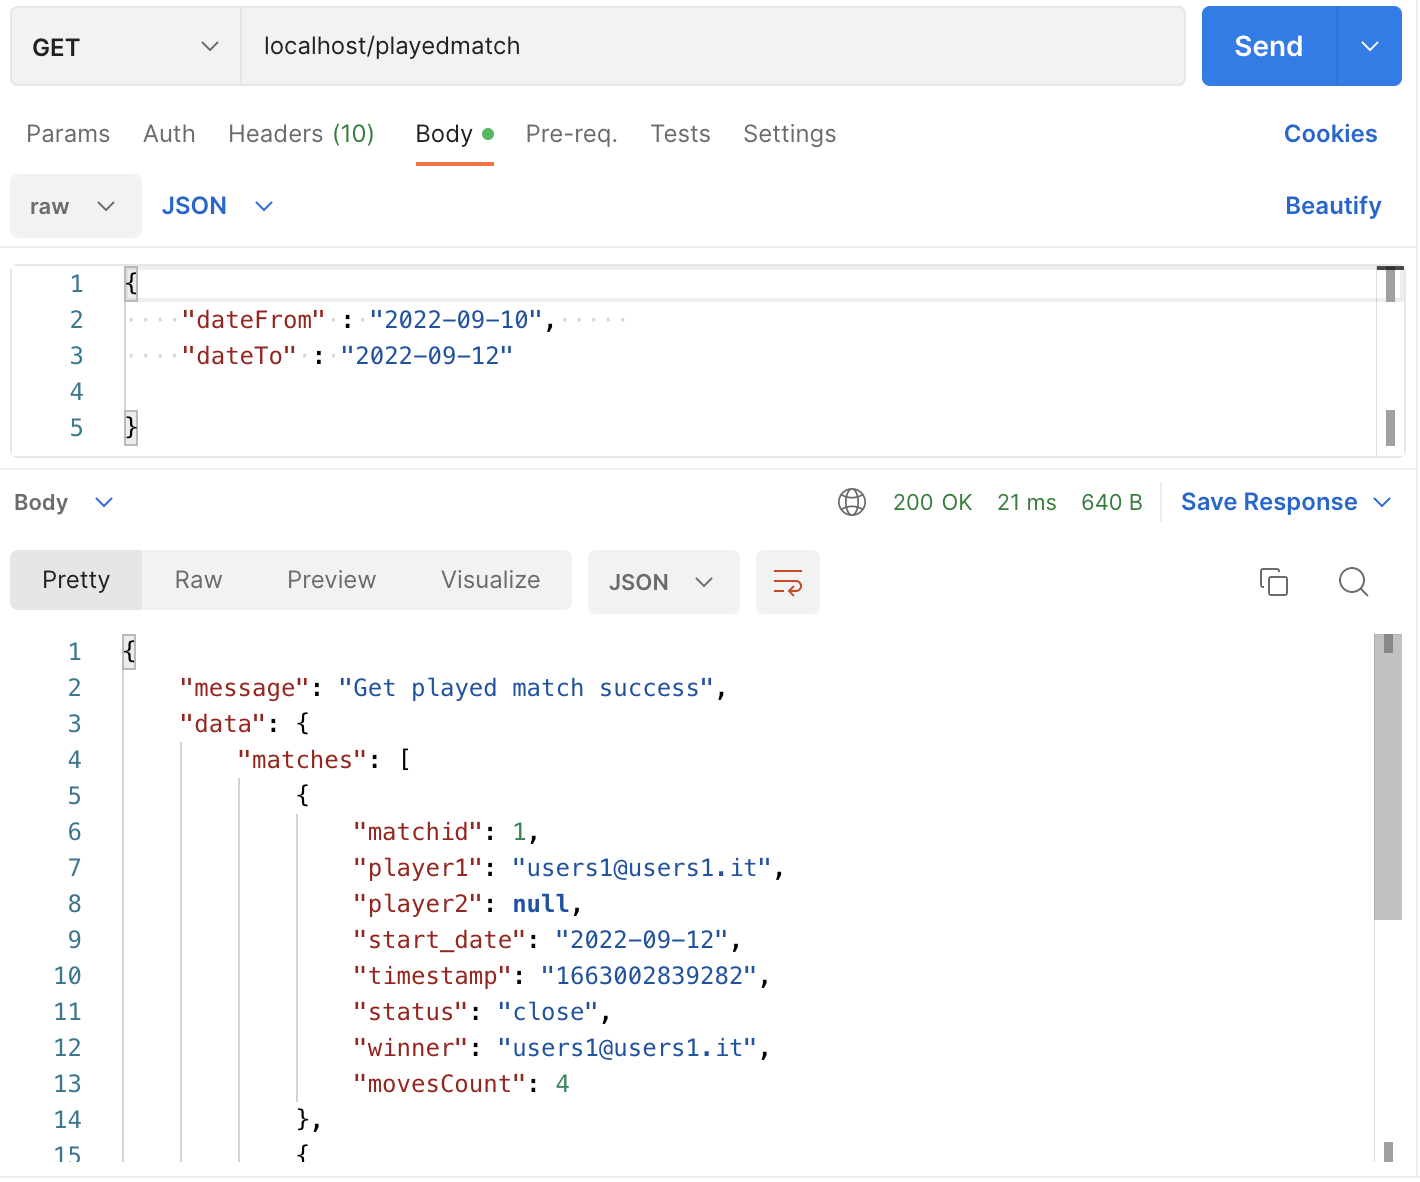 GET localhost/playedmatch Send
Params Auth Headers (10) Body Pre-req. Tests Settings Cookies
raw JSON Beautify
1 {
2 "dateFrom" : "2022-09-10",
3 "dateTo" : "2022-09-12"
4
5 }
Body 200 OK 21 ms 640 B Save Response
Pretty Raw Preview Visualize JSON
1 {
2 "message": "Get played match success",
3 "data": {
4 "matches": [
5 {
6 "matchid": 1,
7 "player1": "users1@users1.it",
8 "player2": null,
9 "start_date": "2022-09-12",
10 "timestamp": "1663002839282",
11 "status": "close",
12 "winner": "users1@users1.it",
13 "movesCount": 4
14 },
15 {